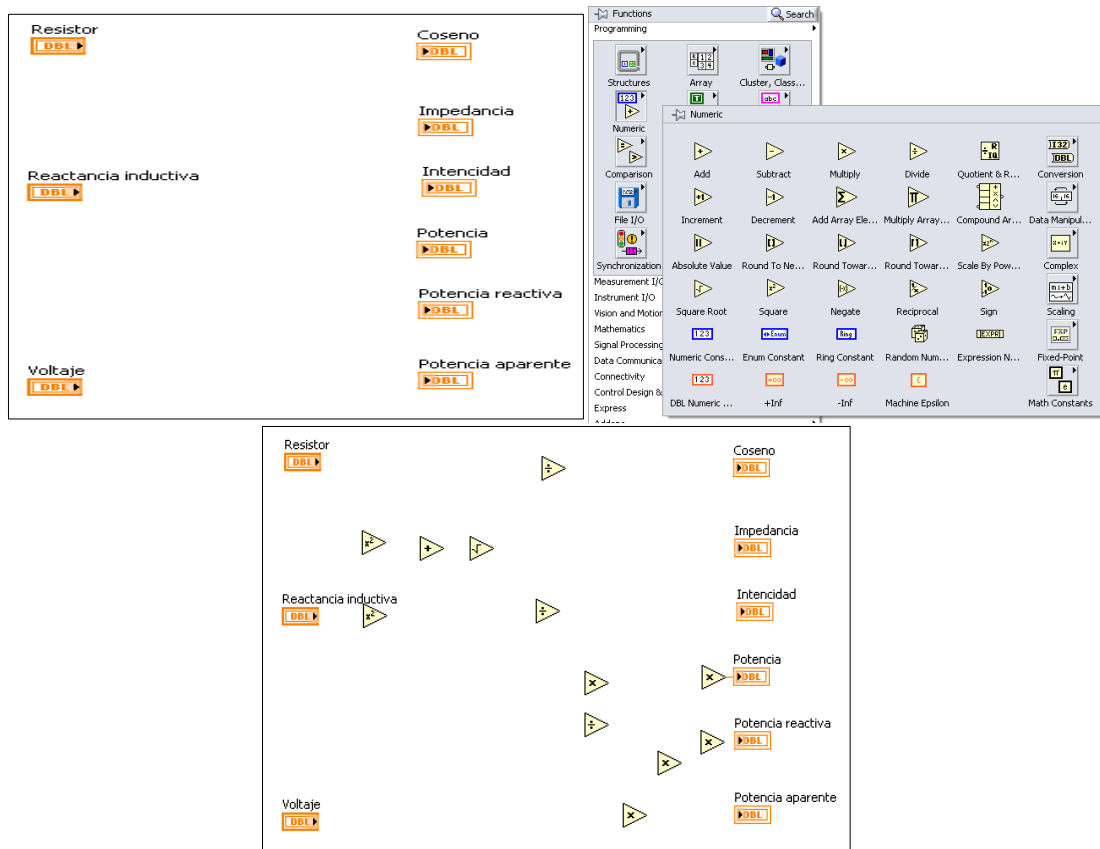 Resistor
DBL
Coseno
DBL
Impedancia
DBL
Reactancia inductiva
DBL
Intencidad
DBL
Potencia
DBL
Potencia reactiva
DBL
Voltaje
DBL
Potencia aparente
DBL
Functions
Search
Programming
Structures Array Cluster, Class...
Numeric
Comparison
File I/O
Synchronization
Measurement I/O
Instrument I/O
Vision and Motion
Mathematics
Signal Processing
Data Communica
Connectivity
Control Design &
Express
Addons
Numeric
Add Subtract Multiply Divide Quotient & R... Conversion
Increment Decrement Add Array Ele... Multiply Array... Compound Ar... Data Manipul...
Absolute Value Round To Ne... Round Towar... Round Towar... Scale By Pow... Complex
Square Root Square Negate Reciprocal Sign Scaling
Numeric Cons... Enum Constant Ring Constant Random Num... Expression N... Fixed-Point
DBL Numeric ... +Inf -Inf Machine Epsilon Math Constants
Resistor
DBL
Coseno
DBL
Impedancia
DBL
Reactancia inductiva
DBL
Intencidad
DBL
Potencia
DBL
Potencia reactiva
DBL
Voltaje
DBL
Potencia aparente
DBL